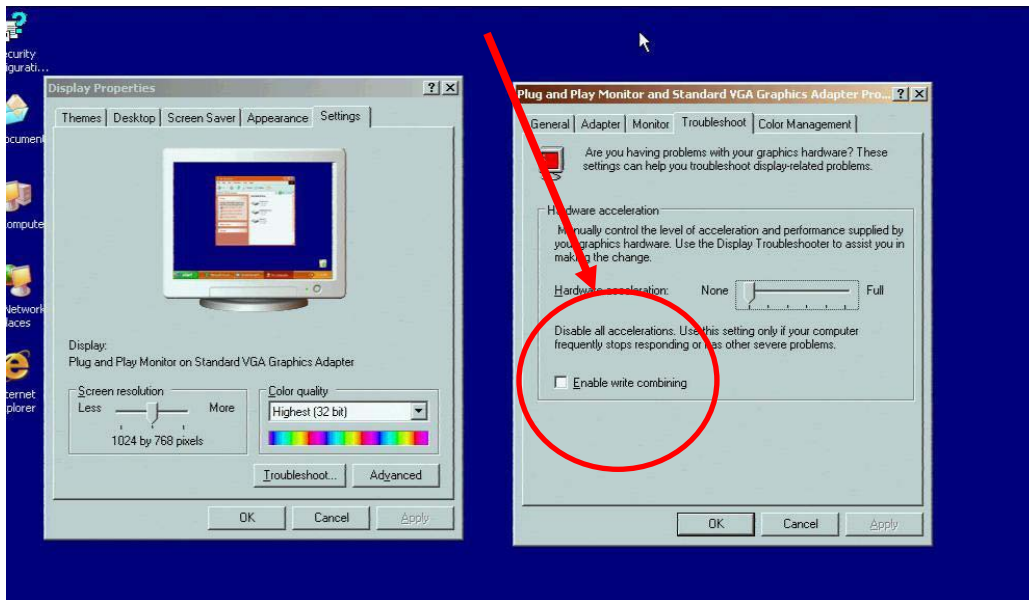 curity
igurati...
ocument
ompute
Network
laces
ternet
plorer
Display Properties
Themes Desktop Screen Saver Appearance Settings
Display:
Plug and Play Monitor on Standard VGA Graphics Adapter
Screen resolution
Less More
1024 by 768 pixels
Color quality
Highest (32 bit)
Troubleshoot... Advanced
OK Cancel Apply
Plug and Play Monitor and Standard VGA Graphics Adapter Pro...
General Adapter Monitor Troubleshoot Color Management
Are you having problems with your graphics hardware? These
settings can help you troubleshoot display-related problems.
Hardware acceleration
Manually control the level of acceleration and performance supplied by
your graphics hardware. Use the Display Troubleshooter to assist you in
making the change.
Hardware acceleration: None Full
Disable all accelerations. Use this setting only if your computer
frequently stops responding or has other severe problems.
Enable write combining
OK Cancel Apply